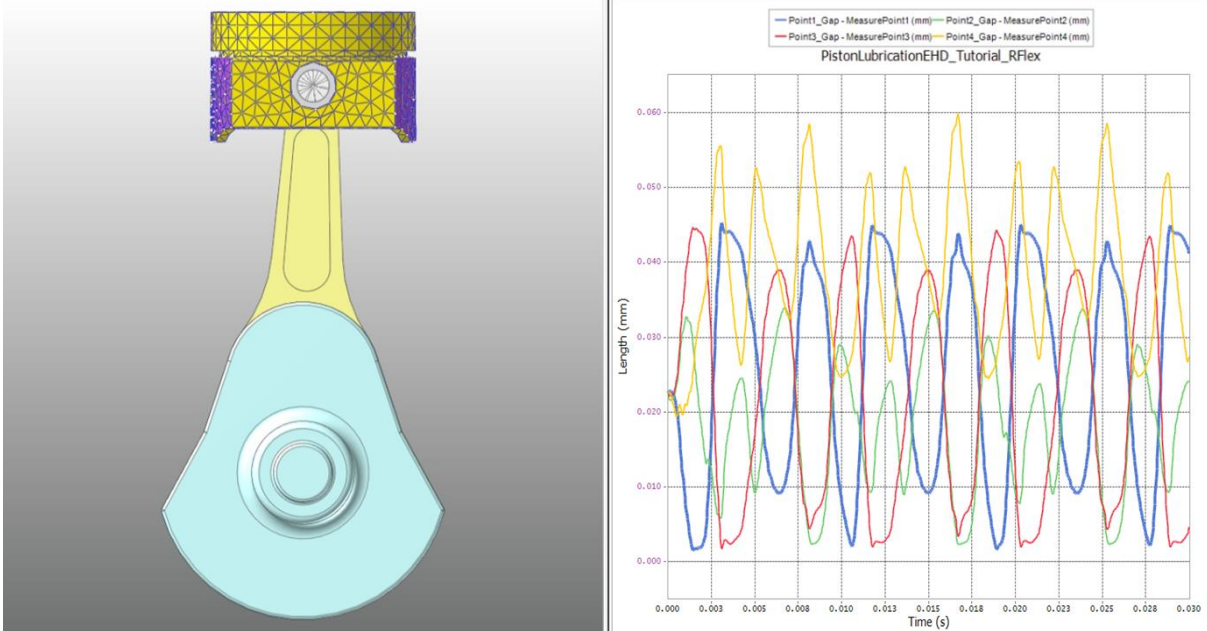 Point1_Gap - MeasurePoint1 (mm) Point2_Gap - MeasurePoint2 (mm)
Point3_Gap - MeasurePoint3 (mm) Point4_Gap - MeasurePoint4 (mm)
PistonLubricationEHD_Tutorial_RFlex
0.060
0.050
0.040
0.030
0.020
0.010
0.000
Length (mm)
0.000 0.003 0.005 0.008 0.010 0.013 0.015 0.018 0.020 0.023 0.025 0.028 0.030
Time (s)